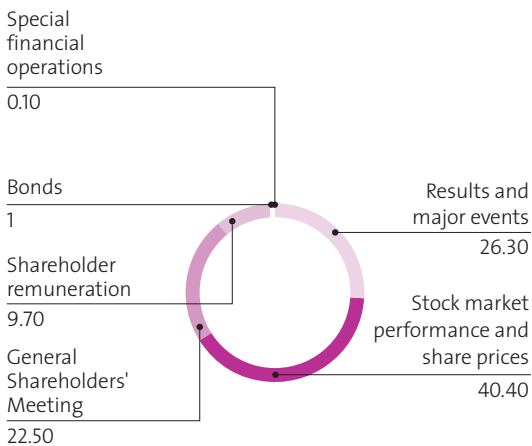 Special
financial
operations
0.10
Bonds
1
Shareholder
remuneration
9.70
General
Shareholders'
Meeting
22.50
Results and
major events
26.30
Stock market
performance and
share prices
40.40